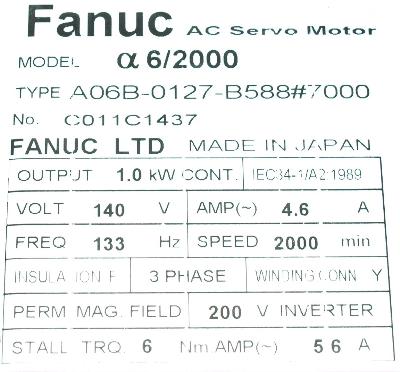 Fanuc AC Servo Motor
MODEL α 6/2000
TYPE A06B-0127-B588#7000
No. C011C1437
FANUC LTD MADE IN JAPAN
OUTPUT 1.0 kW CONT. IEC34-1/A2:1989
VOLT 140 V AMP(~) 4.6 A
FREQ 133 Hz SPEED 2000 min
INSULATION F 3 PHASE WINDING CONN Y
PERM MAG. FIELD 200 V INVERTER
STALL TRQ. 6 Nm AMP(~) 5 6 A